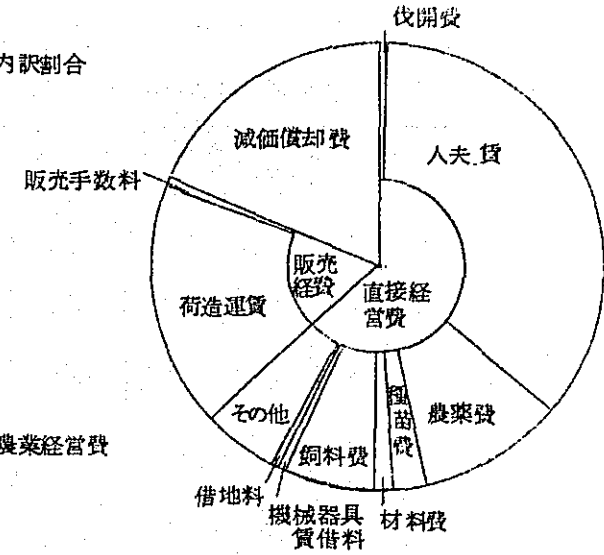 伐開費
内訳割合
減価償却費
人夫賃
販売手数料
販売
経費
直接経
営費
荷造運賃
種
苗
費
農薬費
その他
農業経営費
飼料費
借地料
機械器具
賃借料
材料費